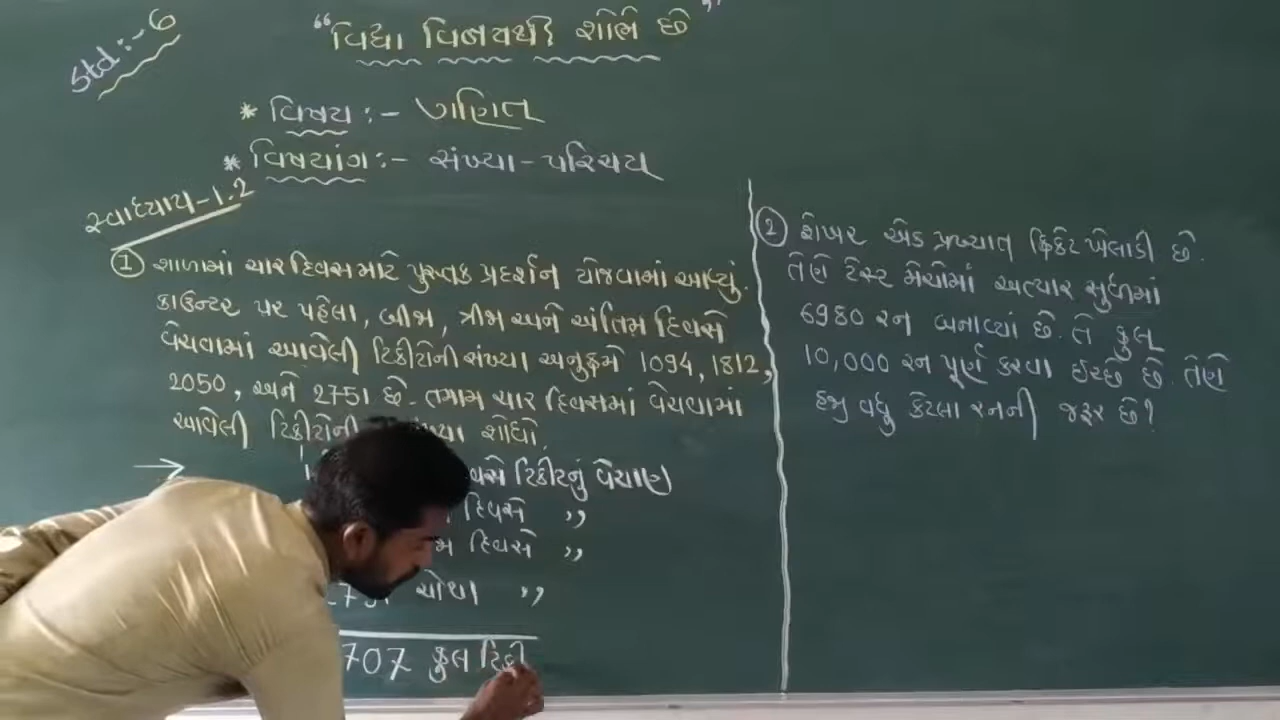 Std:-6
"વિદ્યા વિનયથી શોભે છે"
* વિષય :- ગણિત
* વિષયાંગ :- સંખ્યા-પરિચય
સ્વાધ્યાય-1.2
① શાળામાં ચાર દિવસ માટે પુસ્તક પ્રદર્શન યોજવામાં આવ્યું.
કાઉન્ટર પર પહેલા, બીજા, ત્રીજા અને અંતિમ દિવસે
વેચવામાં આવેલી ટિકીટોની સંખ્યા અનુક્રમે 1094, 1812,
2050, અને 2751 છે. તમામ ચાર દિવસમાં વેચવામાં
આવેલી ટિકીટોની શોધો.
→ ટિકીટનું વેચાણ
દિવસે ,,
દિવસે ,,
ચોથા ,,
707 કુલ ટિકી
② શેખર એક પ્રખ્યાત ક્રિકેટ ખેલાડી છે.
તેણે ટેસ્ટ મેચોમાં અત્યાર સુધીમાં
6980 રન બનાવ્યાં છે. તે કુલ
10,000 રન પૂર્ણ કરવા ઈચ્છે છે. તેણે
હજી વધુ કેટલા રનની જરૂર છે?